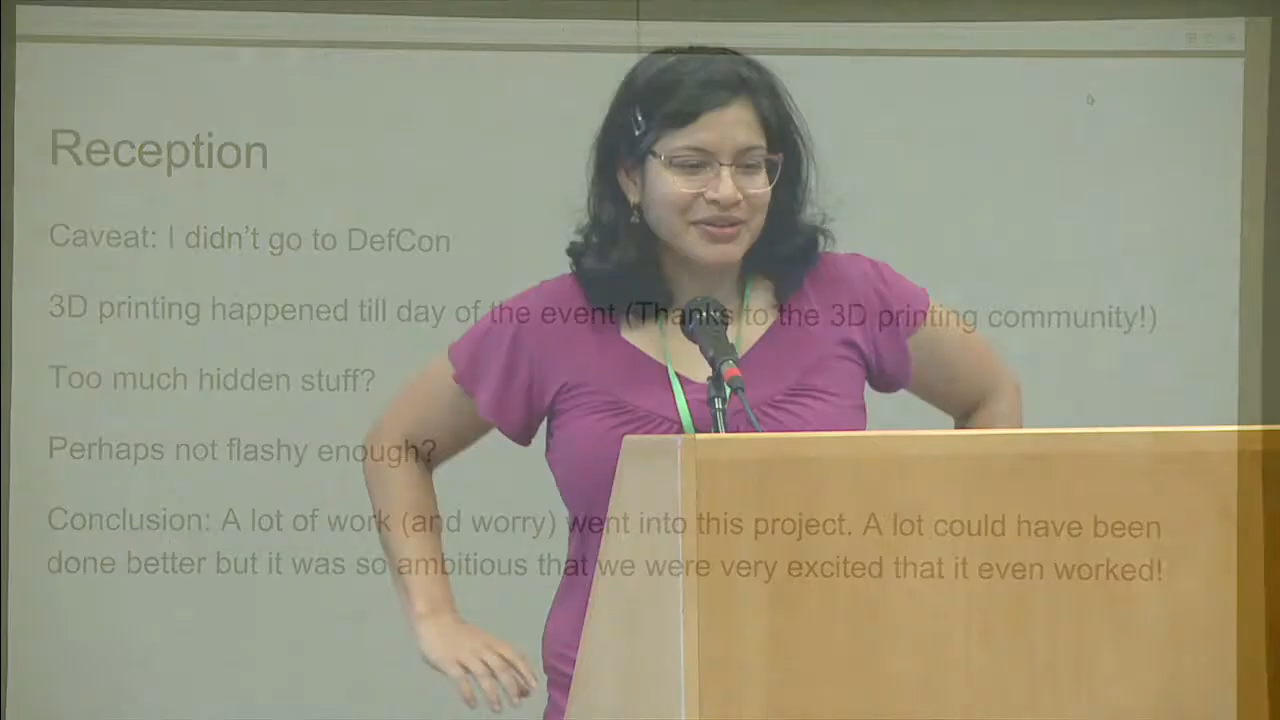 Reception
Caveat: I didn't go to DefCon
3D printing happened till day of the event (Thanks to the 3D printing community!)
Too much hidden stuff?
Perhaps not flashy enough?
Conclusion: A lot of work (and worry) went into this project. A lot could have been
done better but it was so ambitious that we were very excited that it even worked!